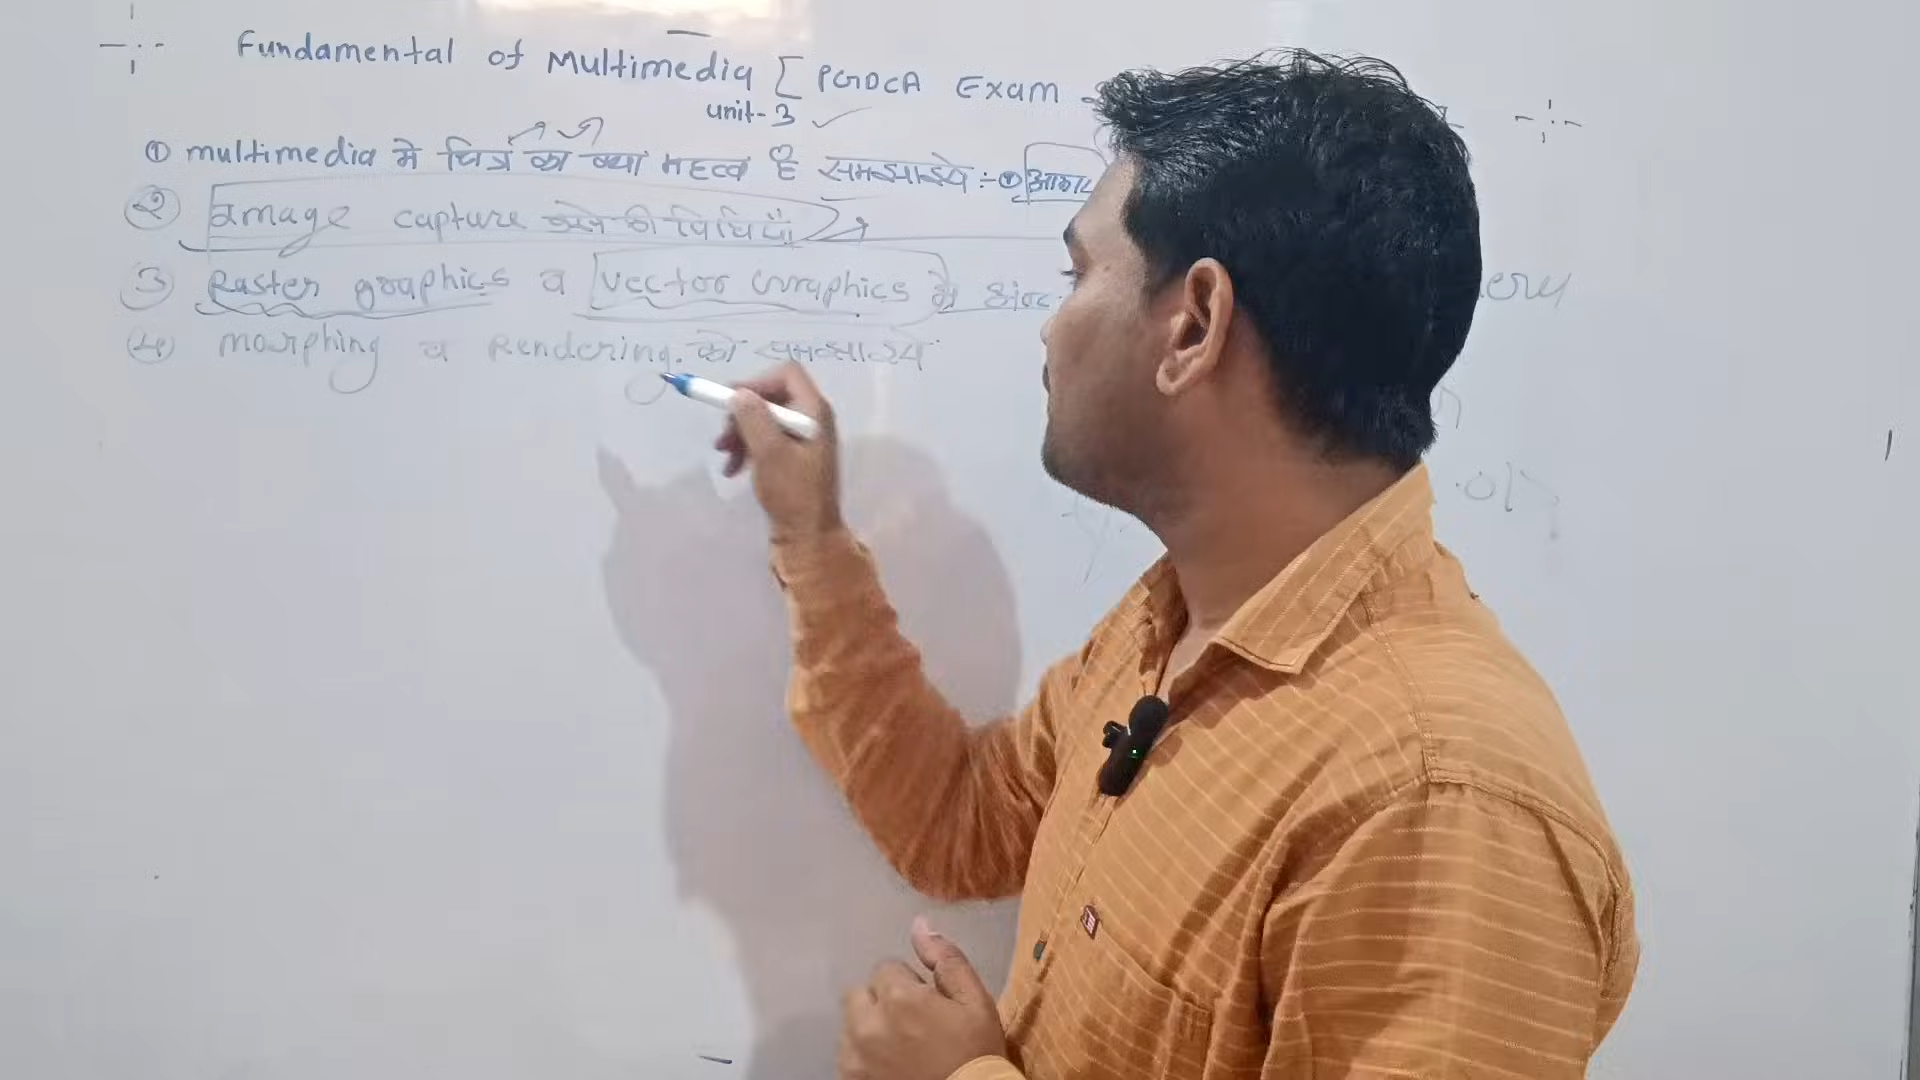 Fundamental of Multimedia [ PGDCA Exam
unit-3
① multimedia मे चित्र का क्या महत्व है समझाइये :-
② Image capture करने की विधियाँ
③ Raster graphics व vector Graphics मे अंतर
④ morphing व Rendering को समझाइये